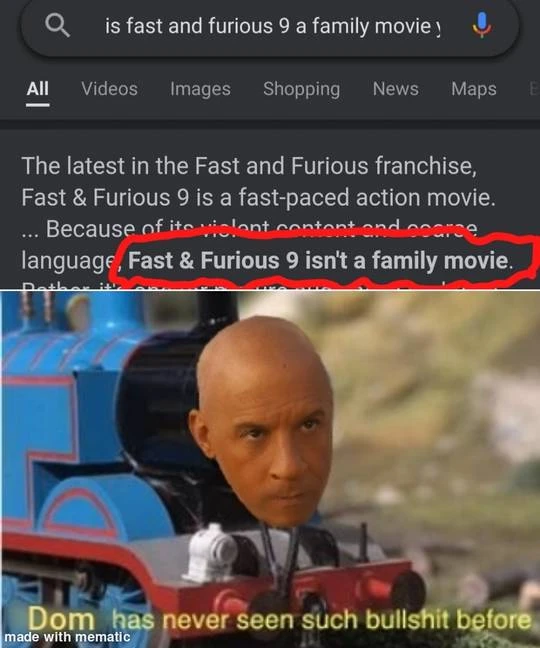 is fast and furious 9 a family movie
All Videos Images Shopping News Maps
The latest in the Fast and Furious franchise,
Fast & Furious 9 is a fast-paced action movie.
... Because of its violent content and coarse
language, Fast & Furious 9 isn't a family movie.
Dom has never seen such bullshit before
made with mematic